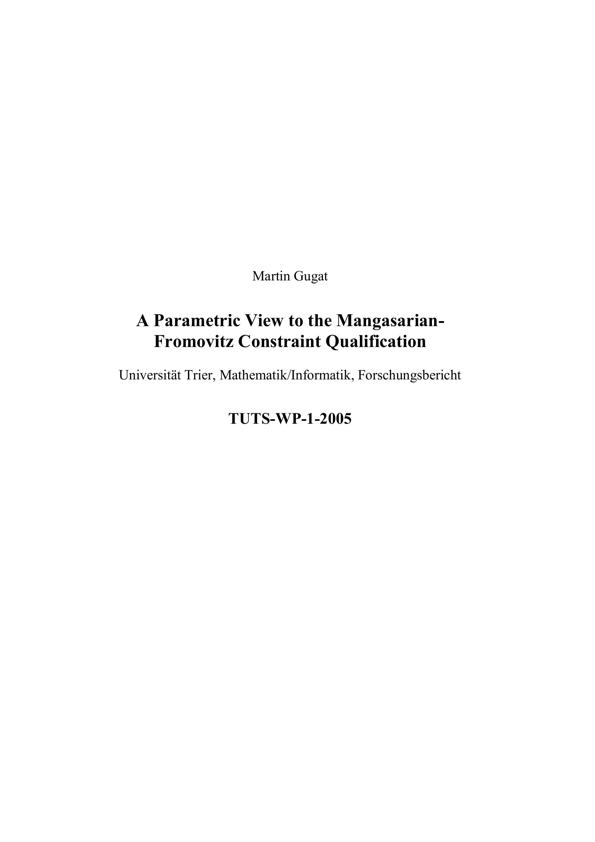 Martin Gugat
A Parametric View to the Mangasarian-
Fromovitz Constraint Qualification
Universität Trier, Mathematik/Informatik, Forschungsbericht
TUTS-WP-1-2005